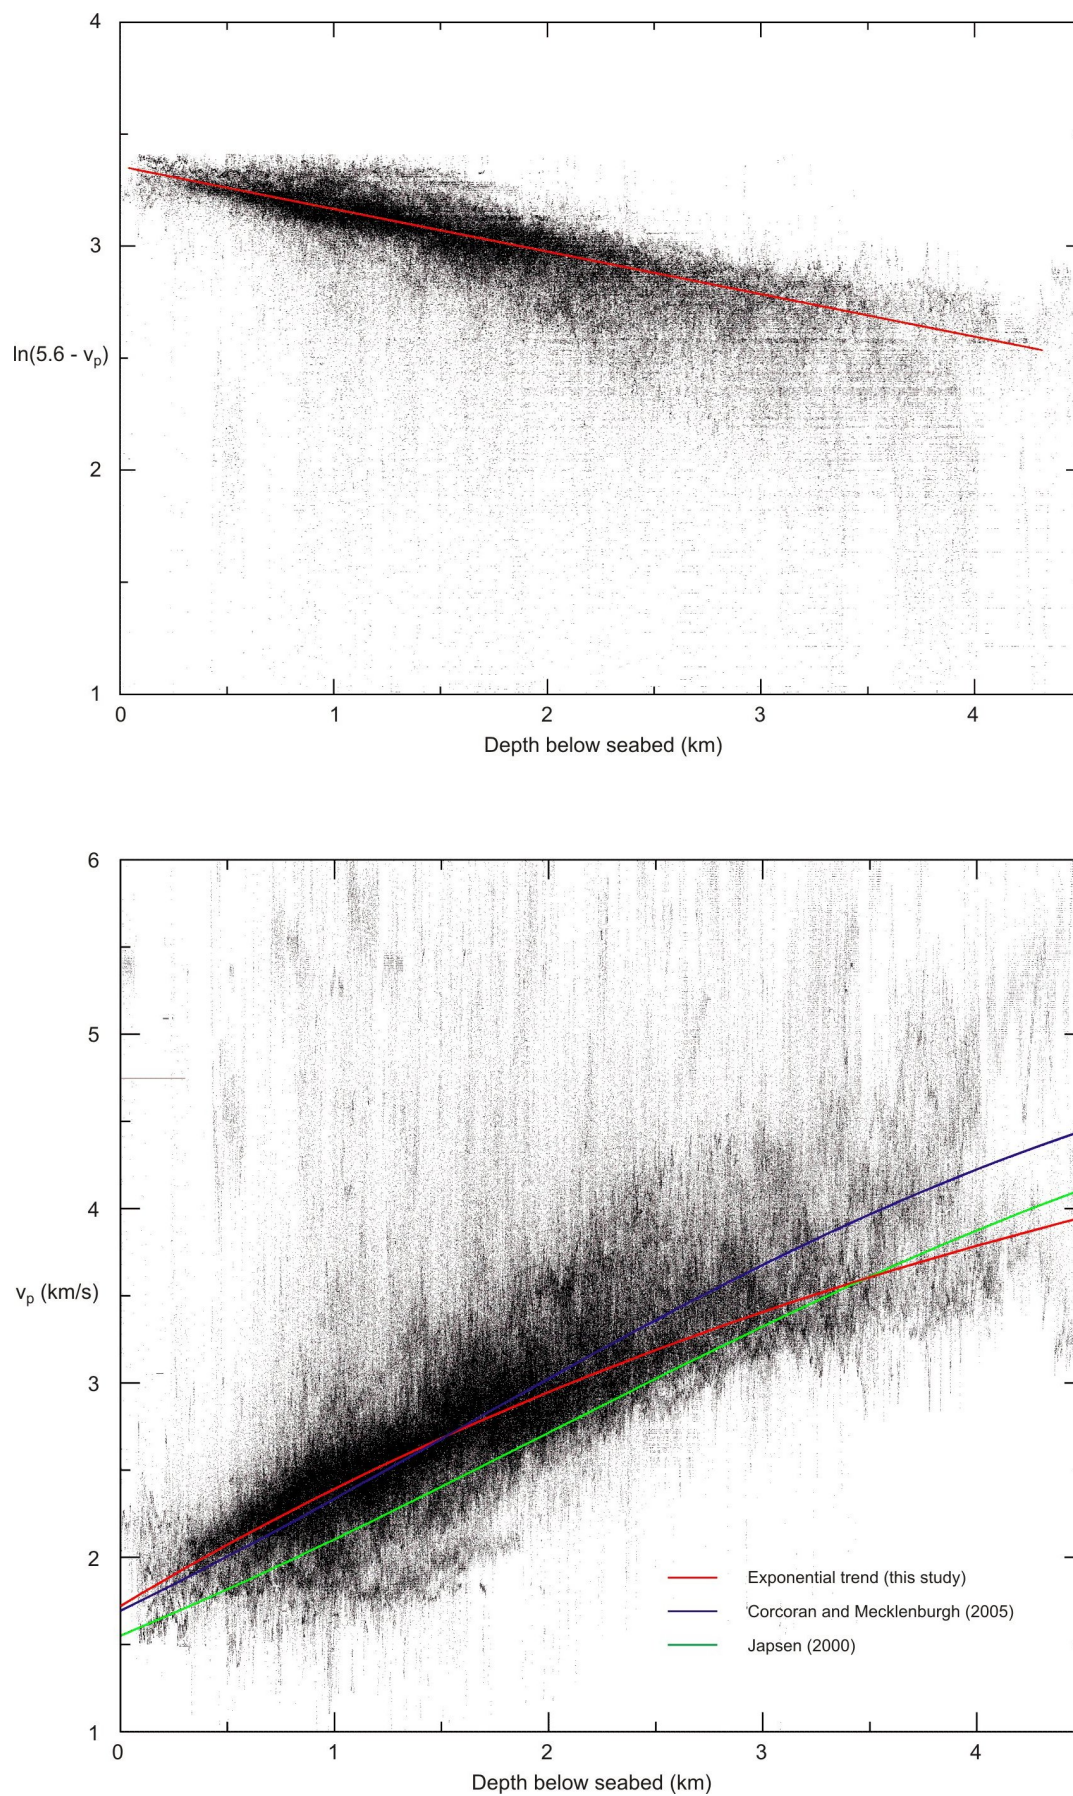 4
3
ln(5.6 - vp)
2
1
0 1 2 3 4
Depth below seabed (km)
6
5
4
vp (km/s)
3
2
Exponential trend (this study)
Corcoran and Mecklenburgh (2005)
Japsen (2000)
1
0 1 2 3 4
Depth below seabed (km)